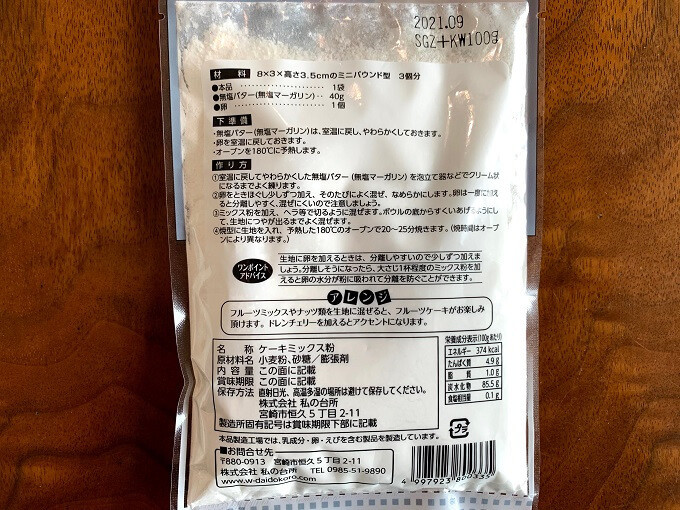 2021.09
SGZ+KW100g
材 料 8×3×高さ3.5cmのミニパウンド型 3個分
●本品 1袋
●無塩バター(無塩マーガリン) 40g
●卵 1個
下準備
・無塩バター(無塩マーガリン)は、室温に戻し、やわらかくしておきます。
・卵を室温に戻しておきます。
・オーブンを180℃に予熱します。
作り方
①室温に戻してやわらかくした無塩バター(無塩マーガリン)を泡立て器などでクリーム状
になるまでよく練ります。
②卵をときほぐし少しずつ加え、そのたびによく混ぜ、なめらかにします。卵は一度に加え
ると分離しやすく、混ぜにくいので注意しましょう。
③ミックス粉を加え、ヘラ等で切るように混ぜます。ボウルの底からすくいあげるようにし
て、生地につやが出るまでよく混ぜます。
④焼型に生地を入れ、予熱した180℃のオーブンで20〜25分焼きます。(焼時間はオーブ
ンにより異なります。)
ワンポイント
アドバイス
生地に卵を加えるときは、分離しやすいので少しずつ加えま
しょう。分離しそうになったら、大さじ1杯程度のミックス粉を加
えると卵の水分が粉に吸われて分離を防ぐことができます。
アレンジ
フルーツミックスやナッツ類を生地に混ぜると、フルーツケーキがお楽しみ
頂けます。ドレンチェリーを加えるとアクセントになります。
名 称 ケーキミックス粉
原材料名 小麦粉、砂糖/膨張剤
内 容 量 この面に記載
賞味期限 この面に記載
保存方法 直射日光、高温多湿の場所は避けて保存してください。
株式会社 私の台所
宮崎市恒久5丁目2-11
製造所固有記号は賞味期限下部に記載
栄養成分表示(100g当たり)
エネルギー 374 kcal
たんぱく質 4.9 g
脂 質 1.0 g
炭水化物 85.5 g
食塩相当量 0.1 g
プラ
本品製造工場では、乳成分・卵・えびを含む製品を製造しています。
□お問合せ先
〒880-0913 宮崎市恒久5丁目2-11
株式会社 私の台所 TEL 0985-51-9890
www.w-daidokoro.com
4 997923 800335